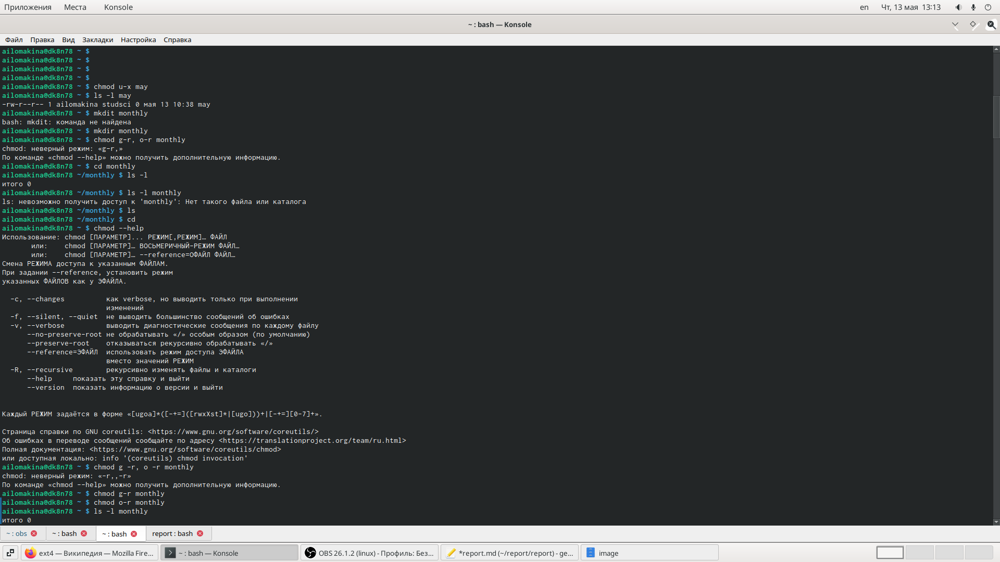 Приложения Места Konsole en Чт, 13 мая 13:13
~ : bash — Konsole
Файл Правка Вид Закладки Настройка Справка
ailomakina@dk8n78 ~ $
ailomakina@dk8n78 ~ $
ailomakina@dk8n78 ~ $
ailomakina@dk8n78 ~ $
ailomakina@dk8n78 ~ $ chmod u-x may
ailomakina@dk8n78 ~ $ ls -l may
-rw-r--r-- 1 ailomakina studsci 0 мая 13 10:38 may
ailomakina@dk8n78 ~ $ mkdit monthly
bash: mkdit: команда не найдена
ailomakina@dk8n78 ~ $ mkdir monthly
ailomakina@dk8n78 ~ $ chmod g-r, o-r monthly
chmod: неверный режим: «g-r,»
По команде «chmod --help» можно получить дополнительную информацию.
ailomakina@dk8n78 ~ $ cd monthly
ailomakina@dk8n78 ~/monthly $ ls -l
итого 0
ailomakina@dk8n78 ~/monthly $ ls -l monthly
ls: невозможно получить доступ к 'monthly': Нет такого файла или каталога
ailomakina@dk8n78 ~/monthly $ ls
ailomakina@dk8n78 ~/monthly $ cd
ailomakina@dk8n78 ~ $ chmod --help
Использование: chmod [ПАРАМЕТР]... РЕЖИМ[,РЕЖИМ]… ФАЙЛ
или: chmod [ПАРАМЕТР]… ВОСЬМЕРИЧНЫЙ-РЕЖИМ ФАЙЛ…
или: chmod [ПАРАМЕТР]… --reference=ОФАЙЛ ФАЙЛ…
Смена РЕЖИМА доступа к указанным ФАЙЛАМ.
При задании --reference, установить режим
указанных ФАЙЛОВ как у ЭФАЙЛА.
-c, --changes как verbose, но выводить только при выполнении
изменений
-f, --silent, --quiet не выводить большинство сообщений об ошибках
-v, --verbose выводить диагностические сообщения по каждому файлу
--no-preserve-root не обрабатывать «/» особым образом (по умолчанию)
--preserve-root отказываться рекурсивно обрабатывать «/»
--reference=ЭФАЙЛ использовать режим доступа ЭФАЙЛА
вместо значений РЕЖИМ
-R, --recursive рекурсивно изменять файлы и каталоги
--help показать эту справку и выйти
--version показать информацию о версии и выйти
Каждый РЕЖИМ задаётся в форме «[ugoa]*([-+=]([rwxXst]*|[ugo]))+|[-+=][0-7]+».
Страница справки по GNU coreutils: <https://www.gnu.org/software/coreutils/>
Об ошибках в переводе сообщений сообщайте по адресу <https://translationproject.org/team/ru.html>
Полная документация: <https://www.gnu.org/software/coreutils/chmod>
или доступная локально: info '(coreutils) chmod invocation'
ailomakina@dk8n78 ~ $ chmod g -r, o -r monthly
chmod: неверный режим: «-r,,-r»
По команде «chmod --help» можно получить дополнительную информацию.
ailomakina@dk8n78 ~ $ chmod g-r monthly
ailomakina@dk8n78 ~ $ chmod o-r monthly
ailomakina@dk8n78 ~ $ ls -l monthly
итого 0
~ : obs ~ : bash ~ : bash report : bash
ext4 — Википедия — Mozilla Fire... ~ : bash — Konsole OBS 26.1.2 (linux) - Профиль: Без... *report.md (~/report/report) - ge... image